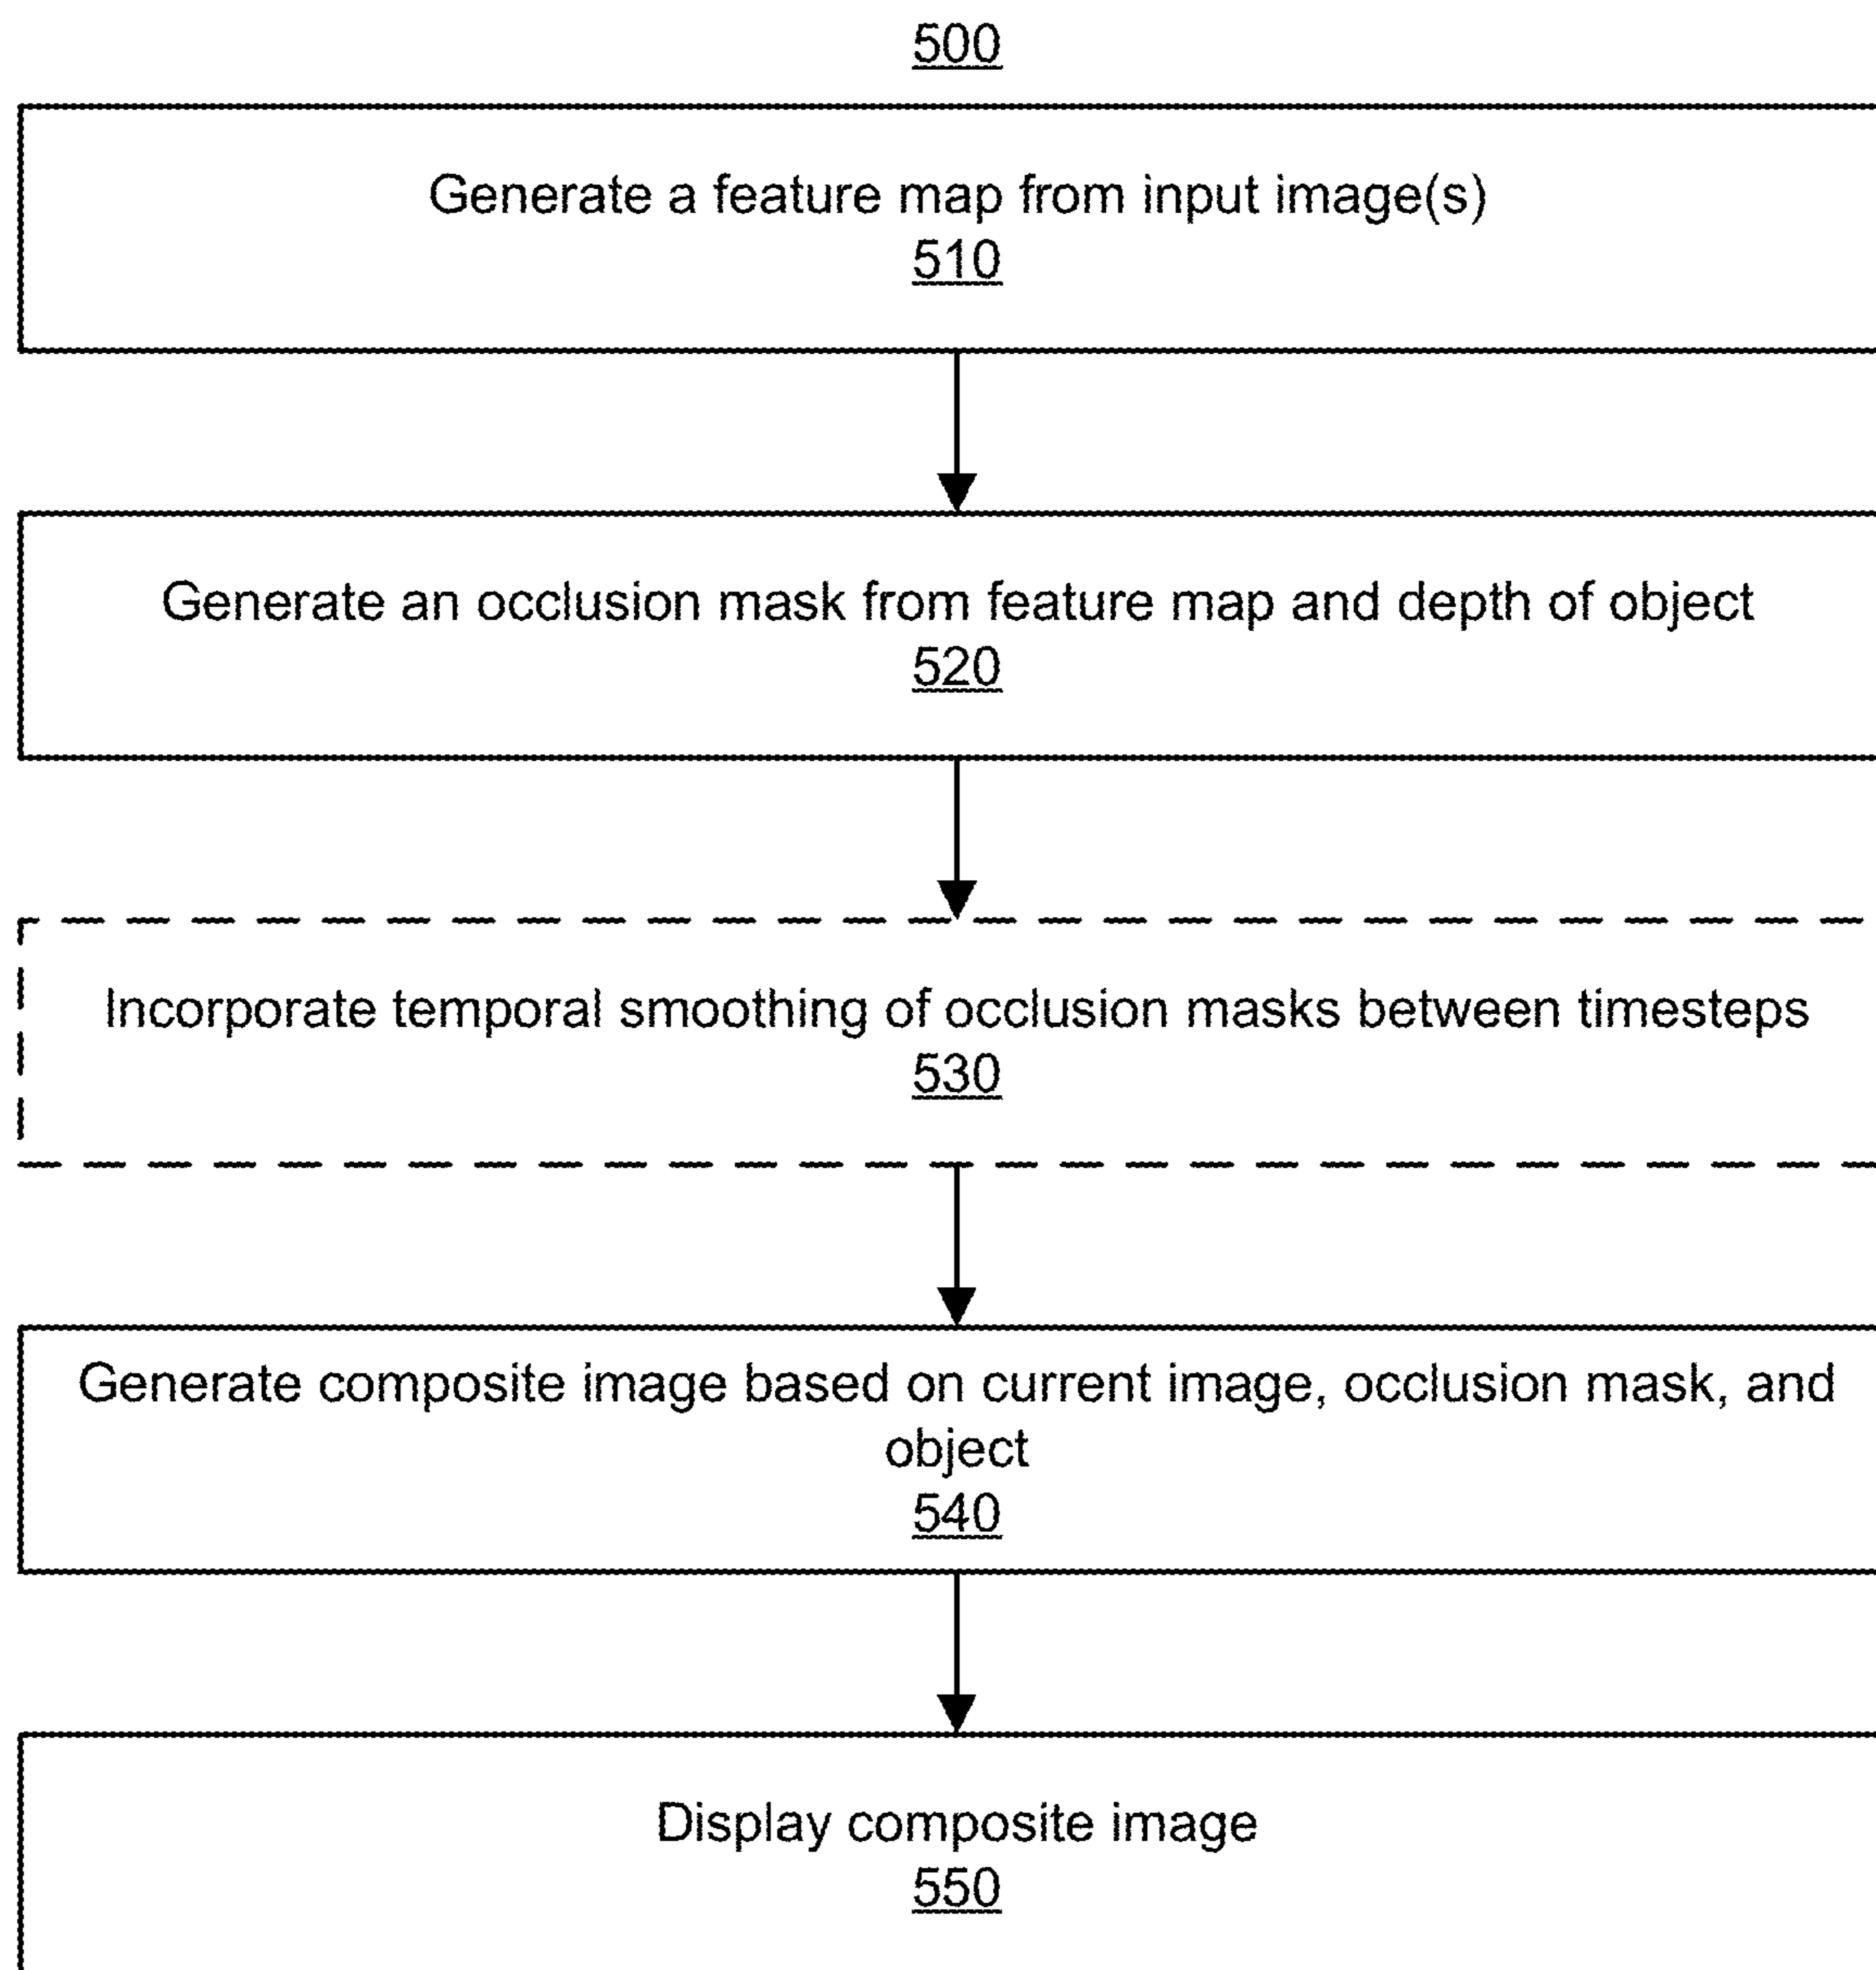 500
Generate a feature map from input image(s)
510
Generate an occlusion mask from feature map and depth of object
520
Incorporate temporal smoothing of occlusion masks between timesteps
530
Generate composite image based on current image, occlusion mask, and
object
540
Display composite image
550